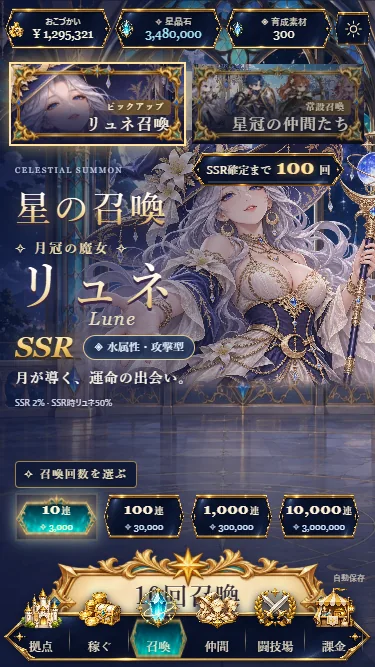 おこづかい
¥1,295,321
✧ 星晶石
3,480,000
◈ 育成素材
300
ピックアップ
リュネ召喚
常設召喚
星冠の仲間たち
CELESTIAL SUMMON
SSR確定まで 100 回
星の召喚
✧ 月冠の魔女 ✧
リュネ
Lune
SSR
◈ 水属性・攻撃型
月が導く、運命の出会い。
SSR 2%・SSR時リュネ50%
✧ 召喚回数を選ぶ
10連
✧3,000
100連
✧30,000
1,000連
✧300,000
10,000連
✧3,000,000
10回召喚
自動保存
拠点
稼ぐ
召喚
仲間
闘技場
課金